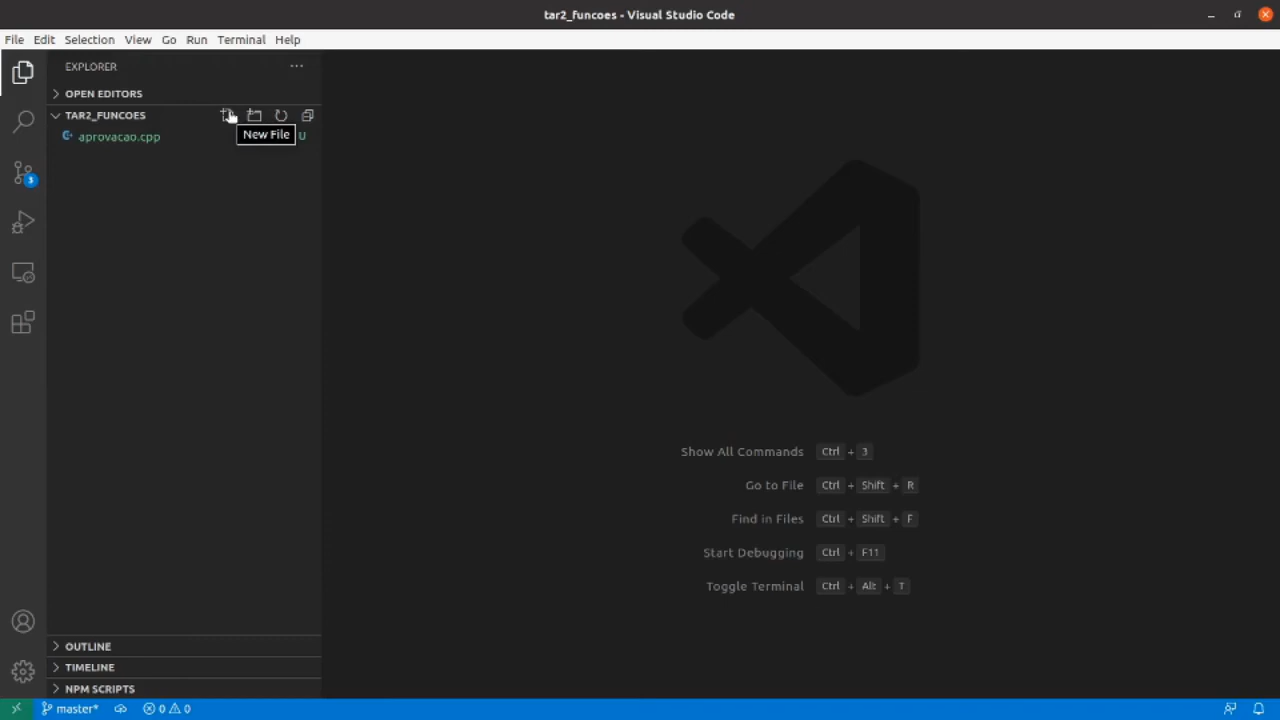 tar2_funcoes - Visual Studio Code
File Edit Selection View Go Run Terminal Help
EXPLORER ···
OPEN EDITORS
TAR2_FUNCOES
aprovacao.cpp U
New File
3
Show All Commands Ctrl + 3
Go to File Ctrl + Shift + R
Find in Files Ctrl + Shift + F
Start Debugging Ctrl + F11
Toggle Terminal Ctrl + Alt + T
OUTLINE
TIMELINE
NPM SCRIPTS
master* 0 0